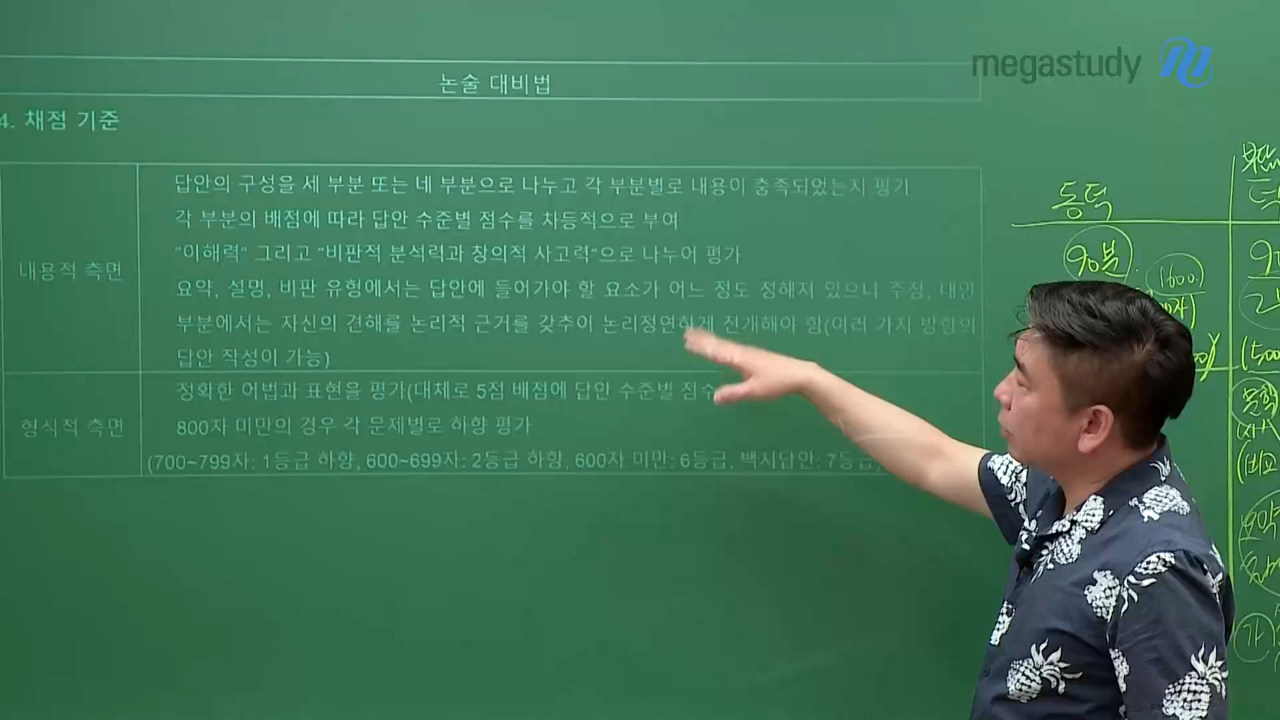 megastudy
논술 대비법
4. 채점 기준
내용적 측면
답안의 구성을 세 부분 또는 네 부분으로 나누고 각 부분별로 내용이 충족되었는지 평가
각 부분의 배점에 따라 답안 수준별 점수를 차등적으로 부여
"이해력" 그리고 "비판적 분석력과 창의적 사고력"으로 나누어 평가
요약, 설명, 비판 유형에서는 답안에 들어가야 할 요소가 어느 정도 정해져 있으나 추점, 대안
부분에서는 자신의 견해를 논리적 근거를 갖추어 논리정연하게 전개해야 함(여러 가지 방향의
답안 작성이 가능)
형식적 측면
정확한 어법과 표현을 평가(대체로 5점 배점에 답안 수준별 점수
800자 미만의 경우 각 문제별로 하향 평가
(700~799자: 1등급 하향, 600~699자: 2등급 하향, 600자 미만: 6등급, 백지답안: 7등급,
동덕
90분
1600
요약
가